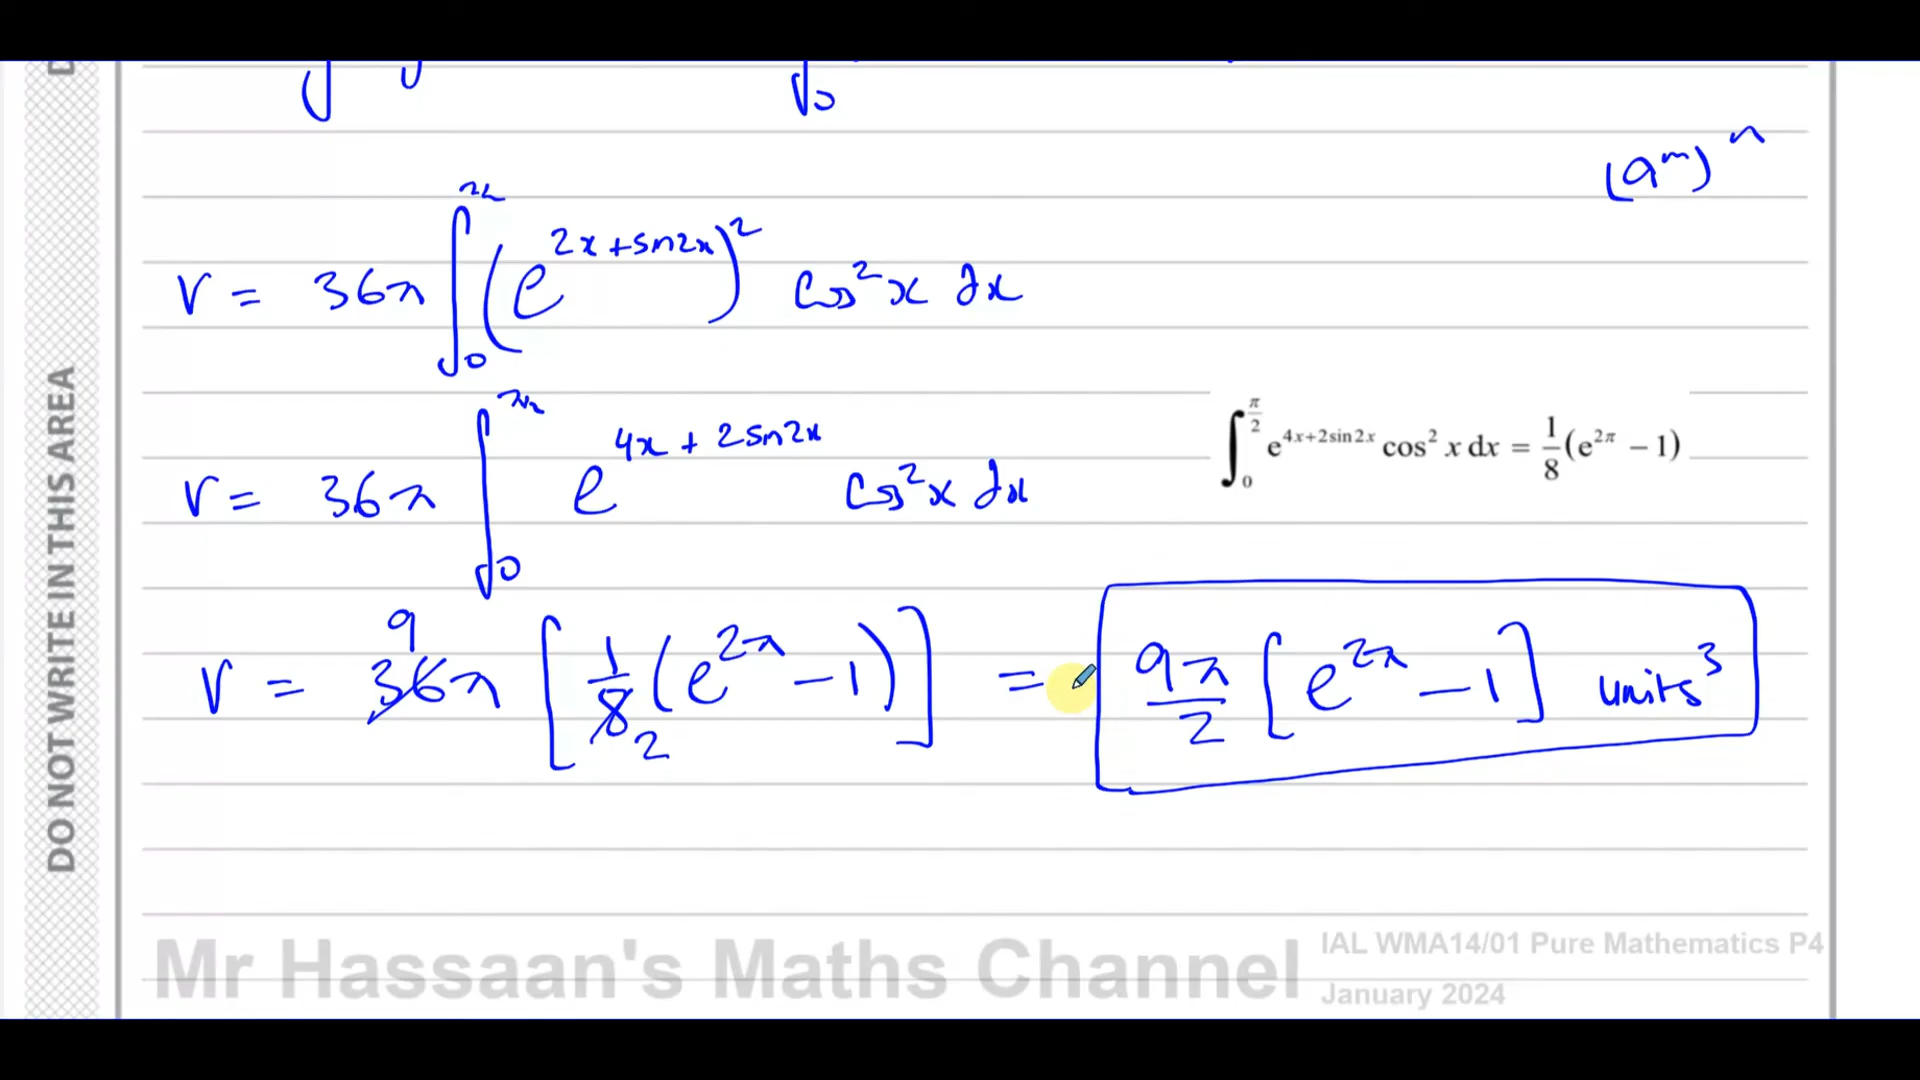 (aᵐ)ⁿ
V = 36π ∫₀^π/2 (e^(2x+sin2x))² cos²x dx
V = 36π ∫₀^π/2 e^(4x + 2sin2x) cos²x dx
∫₀^π/2 e^(4x+2sin2x) cos² x dx = 1/8 (e^2π − 1)
V = 36π [1/8 (e^2π − 1)] = 9π/2 [e^2π − 1] units³
9
2
DO NOT WRITE IN THIS AREA
Mr Hassaan's Maths Channel
IAL WMA14/01 Pure Mathematics P4
January 2024